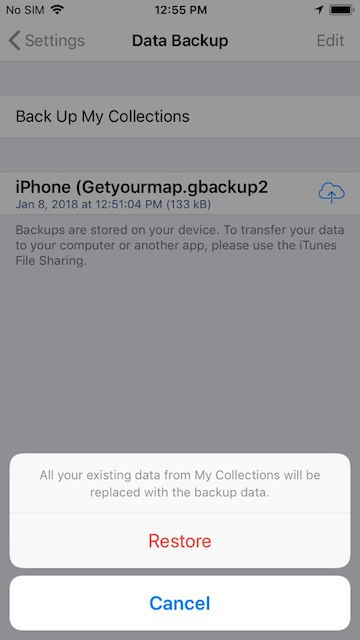 No SIM 12:55 PM
Settings Data Backup Edit
Back Up My Collections
iPhone (Getyourmap.gbackup2
Jan 8, 2018 at 12:51:04 PM (133 kB)
Backups are stored on your device. To transfer your data
to your computer or another app, please use the iTunes
File Sharing.
All your existing data from My Collections will be
replaced with the backup data.
Restore
Cancel